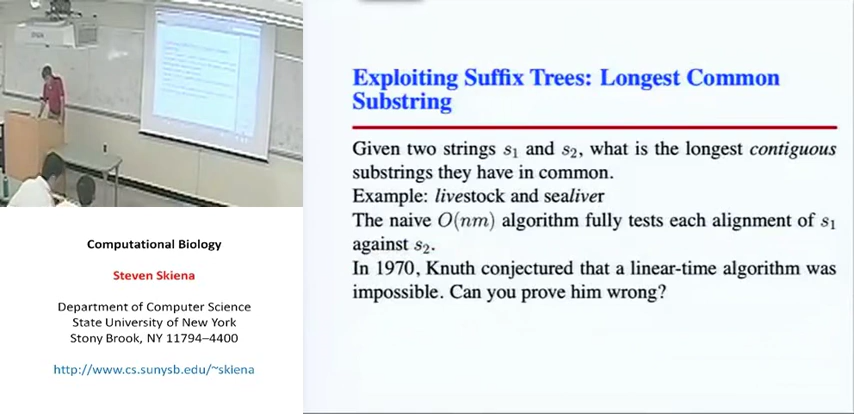 Computational Biology
Steven Skiena
Department of Computer Science
State University of New York
Stony Brook, NY 11794–4400
http://www.cs.sunysb.edu/~skiena
Exploiting Suffix Trees: Longest Common
Substring
Given two strings s₁ and s₂, what is the longest contiguous
substrings they have in common.
Example: livestock and sealiver
The naive O(nm) algorithm fully tests each alignment of s₁
against s₂.
In 1970, Knuth conjectured that a linear-time algorithm was
impossible. Can you prove him wrong?